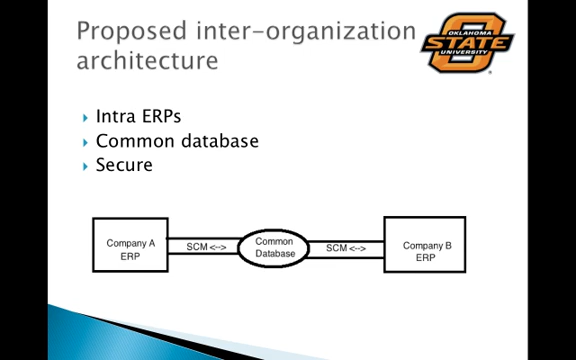 Proposed inter-organization
architecture
OKLAHOMA
STATE
UNIVERSITY
Intra ERPs
Common database
Secure
Company A
ERP
SCM <-->
Common
Database
SCM <-->
Company B
ERP